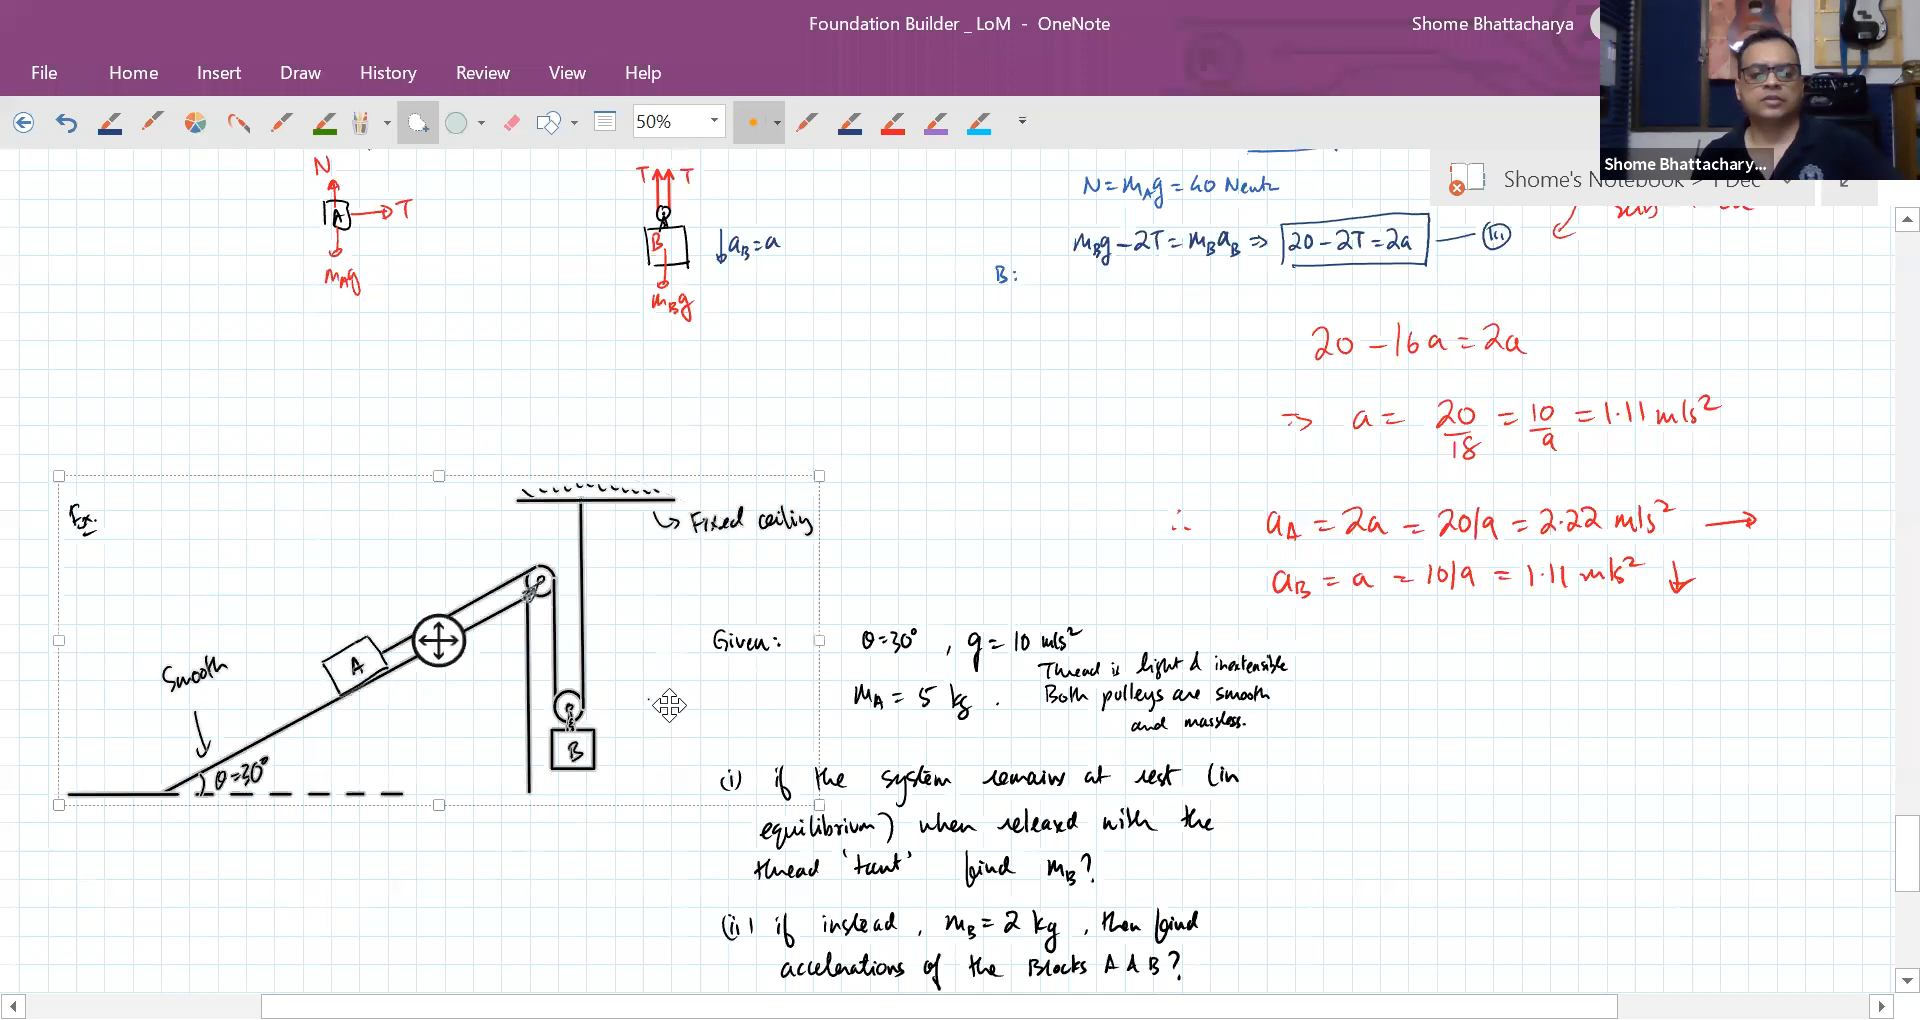 Foundation Builder _ LoM - OneNote
Shome Bhattacharya
File Home Insert Draw History Review View Help
50%
Shome Bhattachary...
Shome's Notebook > 1 Dec
N
A
T
mAg
T T
B
aB = a
mBg
N = mAg = 40
mBg - 2T = mBaB ⇒ 20 - 2T = 2a
B:
20 - 16a = 2a
⇒ a = 20/18 = 10/9 = 1.11 m/s²
∴ aA = 2a = 20/9 = 2.22 m/s² →
aB = a = 10/9 = 1.11 m/s² ↓
Ex.
Fixed ceiling
A
Smooth
θ=30°
B
Given: θ=30°, g = 10 m/s²
Thread is light & inextensible
mA = 5 kg. Both pulleys are smooth
and massless.
(i) if the system remains at rest (in
equilibrium) when released with the
thread 'taut' find mB?
(ii) if instead, mB = 2 kg, then find
accelerations of the Blocks A & B?